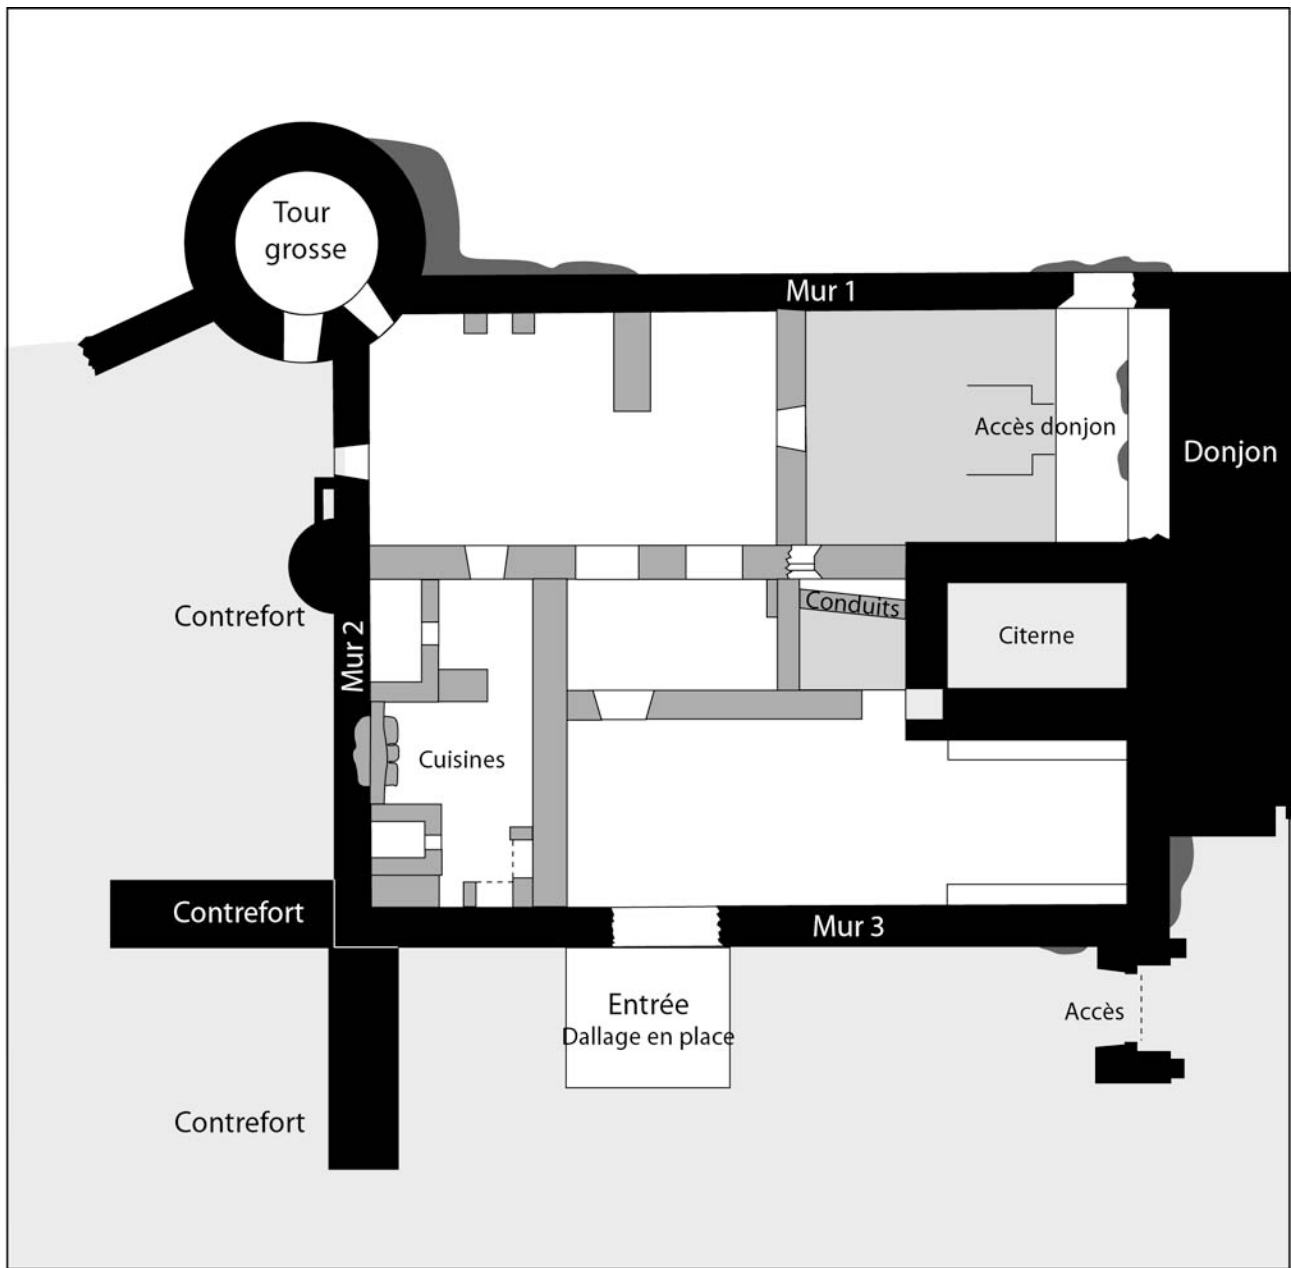 Tour
grosse
Mur 1
Accès donjon
Donjon
Conduits
Contrefort
Citerne
Mur 2
Cuisines
Contrefort
Mur 3
Entrée
Dallage en place
Accès
Contrefort